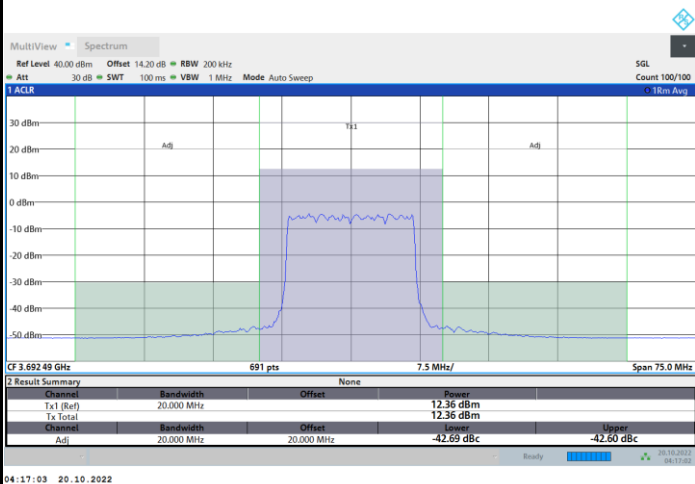 MultiView Spectrum
Ref Level 40.00 dBm Offset 14.20 dB RBW 200 kHz SGL
Att 30 dB SWT 100 ms VBW 1 MHz Mode Auto Sweep Count 100/100
1 ACLR 1Rm Avg
30 dBm
Tx1
Adj Adj
20 dBm
10 dBm
0 dBm
-10 dBm
-20 dBm
-30 dBm
-40 dBm
-50 dBm
CF 3.692 49 GHz 691 pts 7.5 MHz/ Span 75.0 MHz
2 Result Summary None
Channel Bandwidth Offset Power
Tx1 (Ref) 20.000 MHz 12.36 dBm
Tx Total 12.36 dBm
Channel Bandwidth Offset Lower Upper
Adj 20.000 MHz 20.000 MHz -42.69 dBc -42.60 dBc
Ready 20.10.2022
04:17:02
04:17:03 20.10.2022